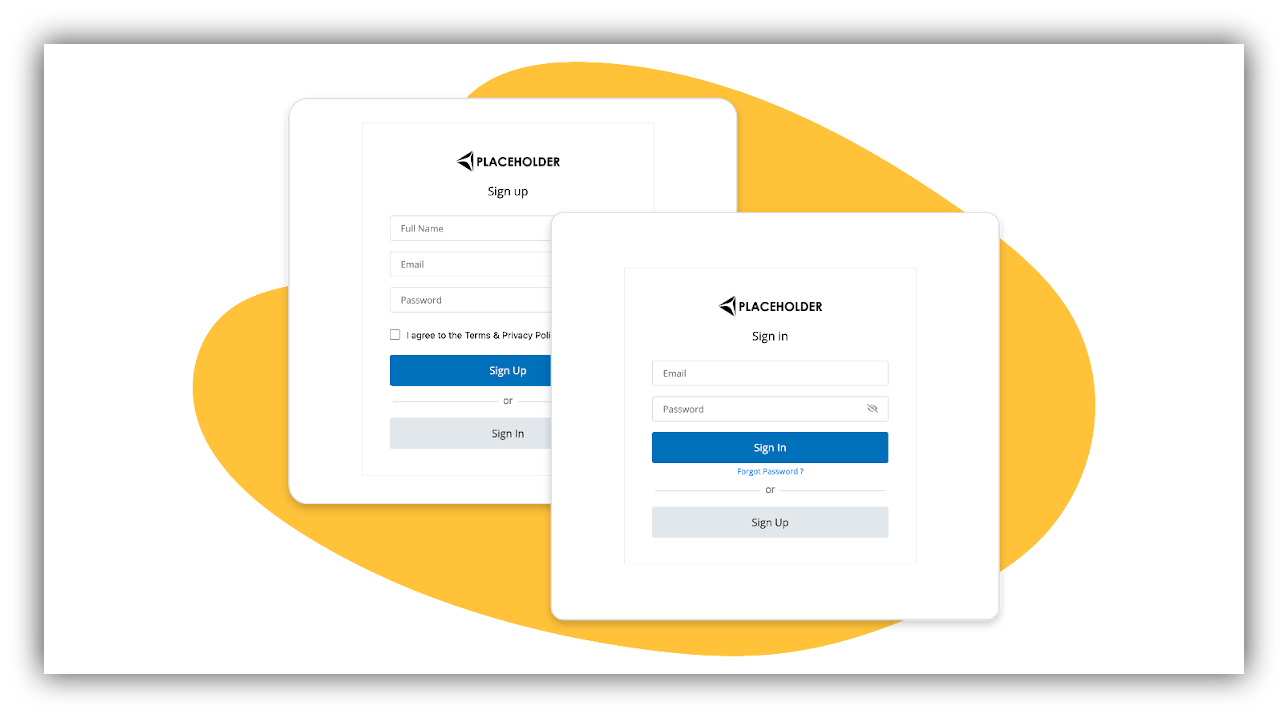 PLACEHOLDER
Sign up
Full Name
Email
Password
I agree to the Terms & Privacy Poli
Sign Up
or
Sign In
PLACEHOLDER
Sign in
Email
Password
Sign In
Forgot Password ?
or
Sign Up